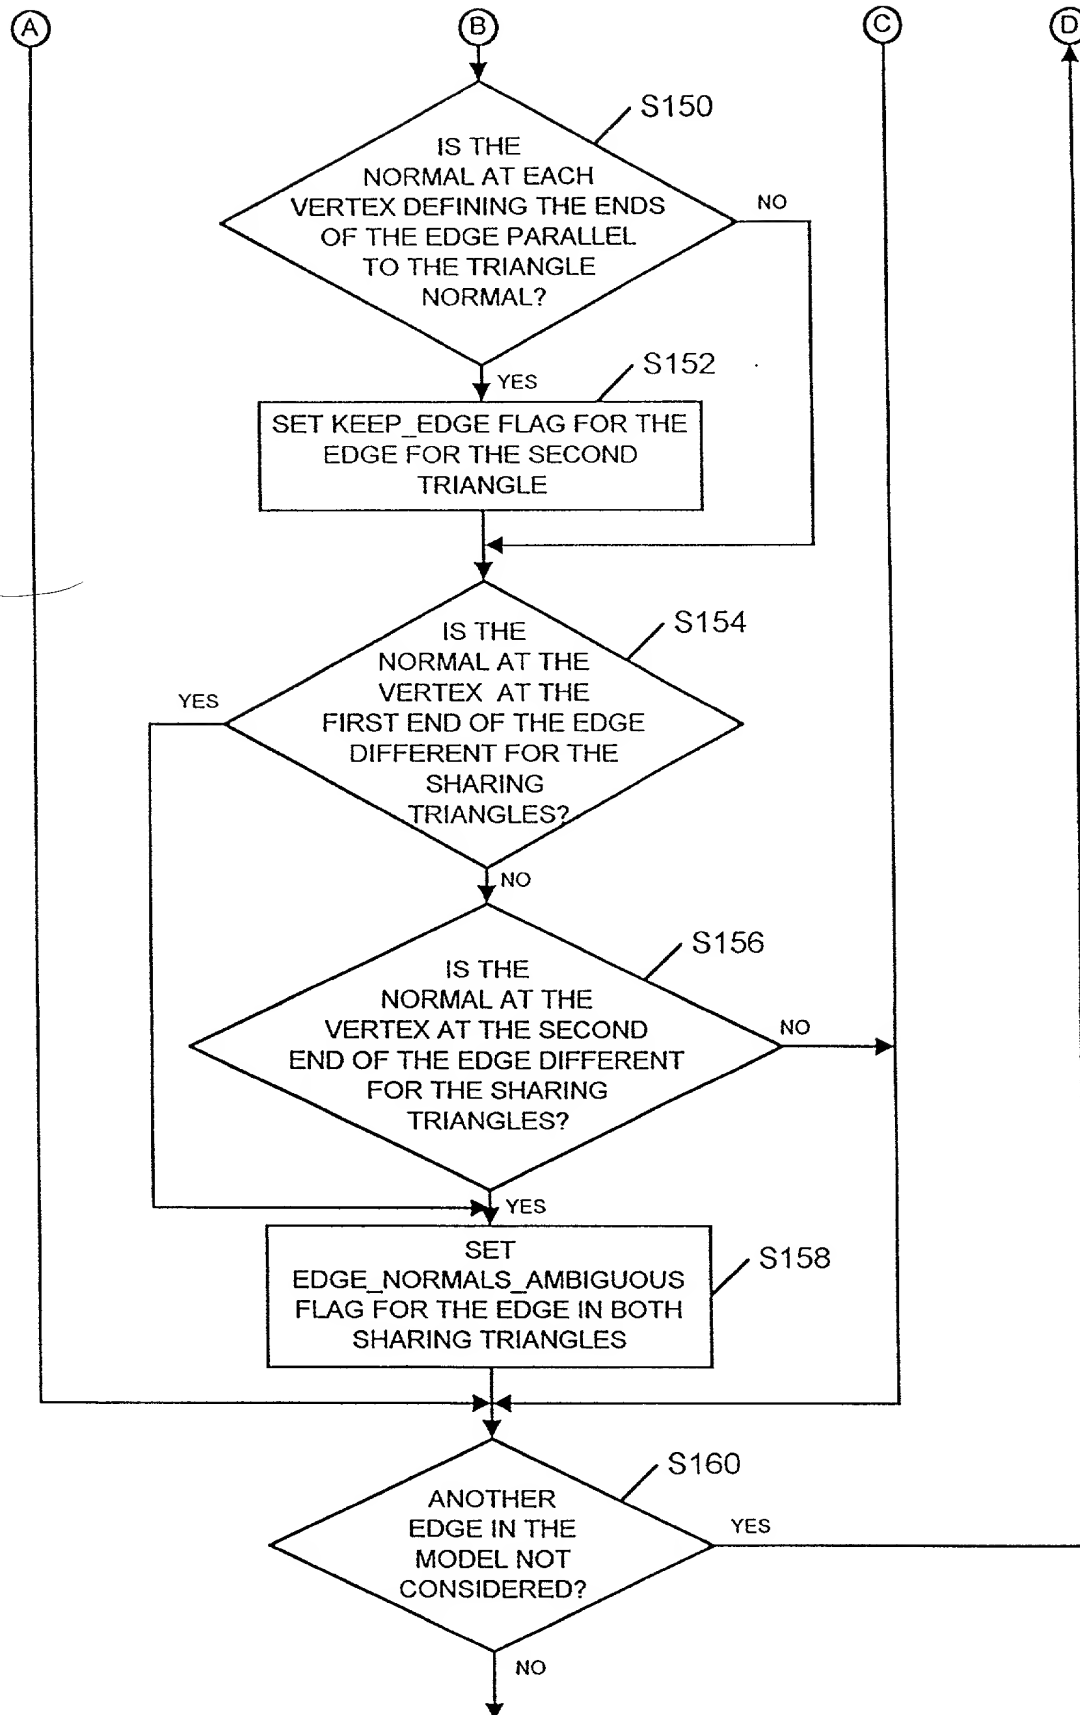 A
B
C
D
S150
IS THE
NORMAL AT EACH
VERTEX DEFINING THE ENDS
OF THE EDGE PARALLEL
TO THE TRIANGLE
NORMAL?
NO
YES
S152
SET KEEP_EDGE FLAG FOR THE
EDGE FOR THE SECOND
TRIANGLE
S154
IS THE
NORMAL AT THE
VERTEX AT THE
FIRST END OF THE EDGE
DIFFERENT FOR THE
SHARING
TRIANGLES?
YES
NO
S156
IS THE
NORMAL AT THE
VERTEX AT THE SECOND
END OF THE EDGE DIFFERENT
FOR THE SHARING
TRIANGLES?
NO
YES
S158
SET
EDGE_NORMALS_AMBIGUOUS
FLAG FOR THE EDGE IN BOTH
SHARING TRIANGLES
S160
ANOTHER
EDGE IN THE
MODEL NOT
CONSIDERED?
YES
NO